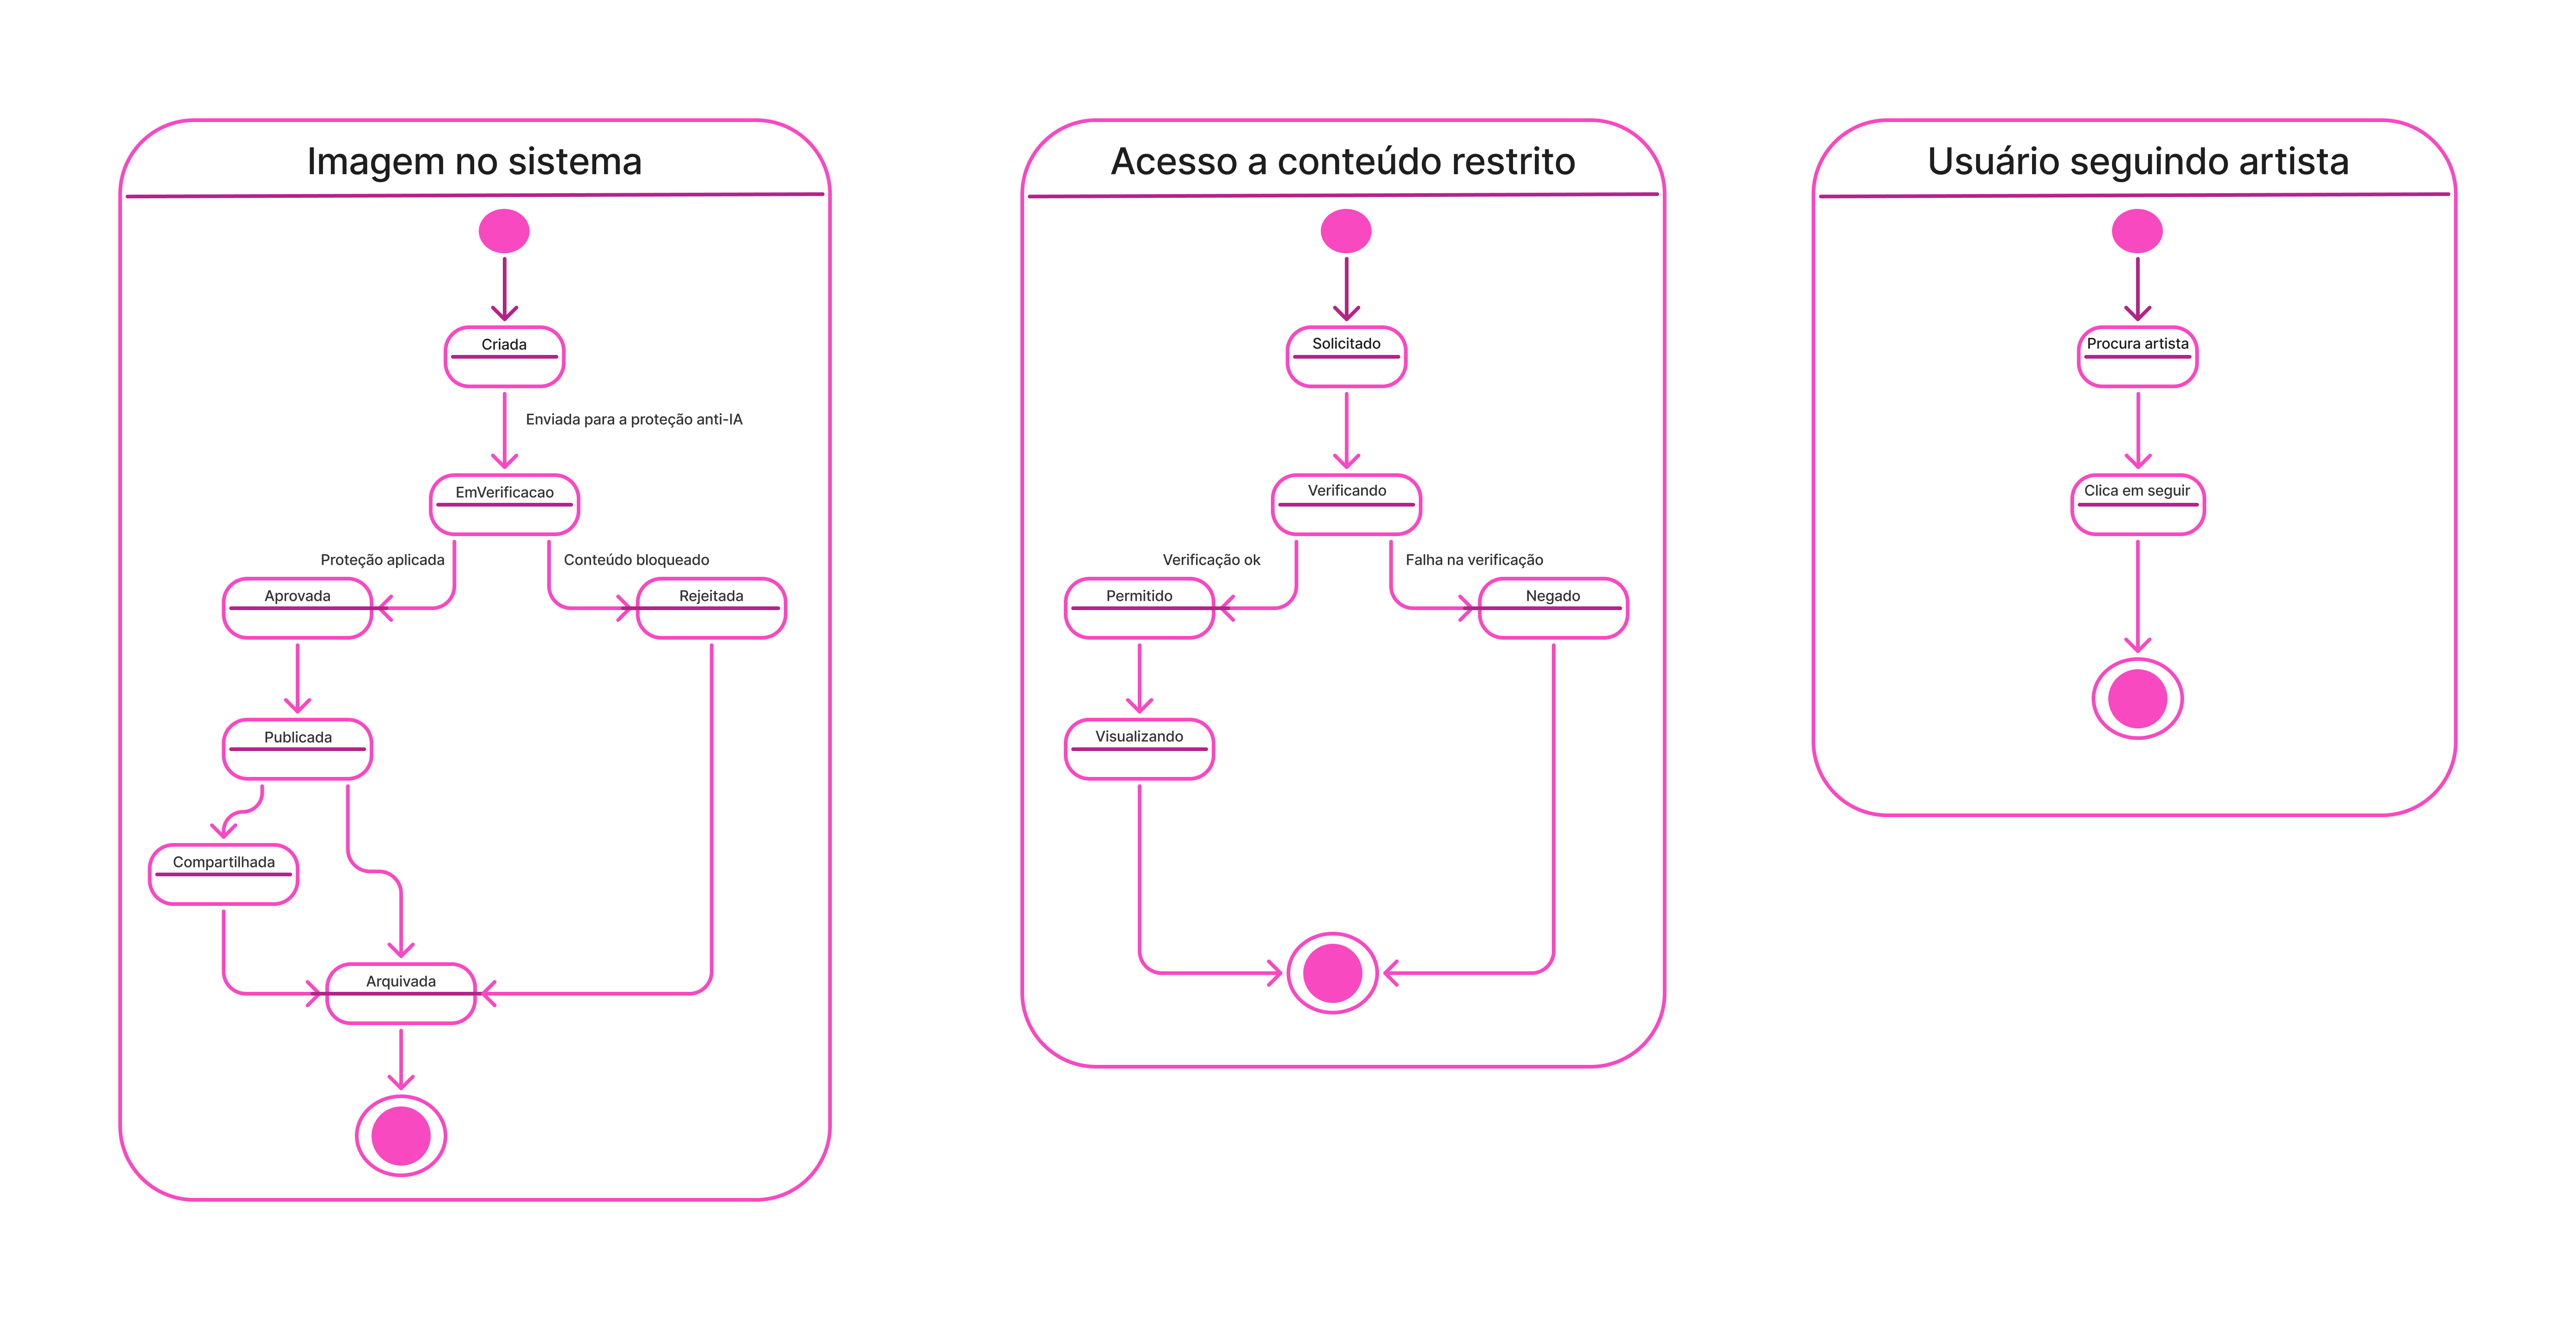 Imagem no sistema
Criada
Enviada para a proteção anti-IA
EmVerificacao
Proteção aplicada
Conteúdo bloqueado
Aprovada
Rejeitada
Publicada
Compartilhada
Arquivada
Acesso a conteúdo restrito
Solicitado
Verificando
Verificação ok
Falha na verificação
Permitido
Negado
Visualizando
Usuário seguindo artista
Procura artista
Clica em seguir